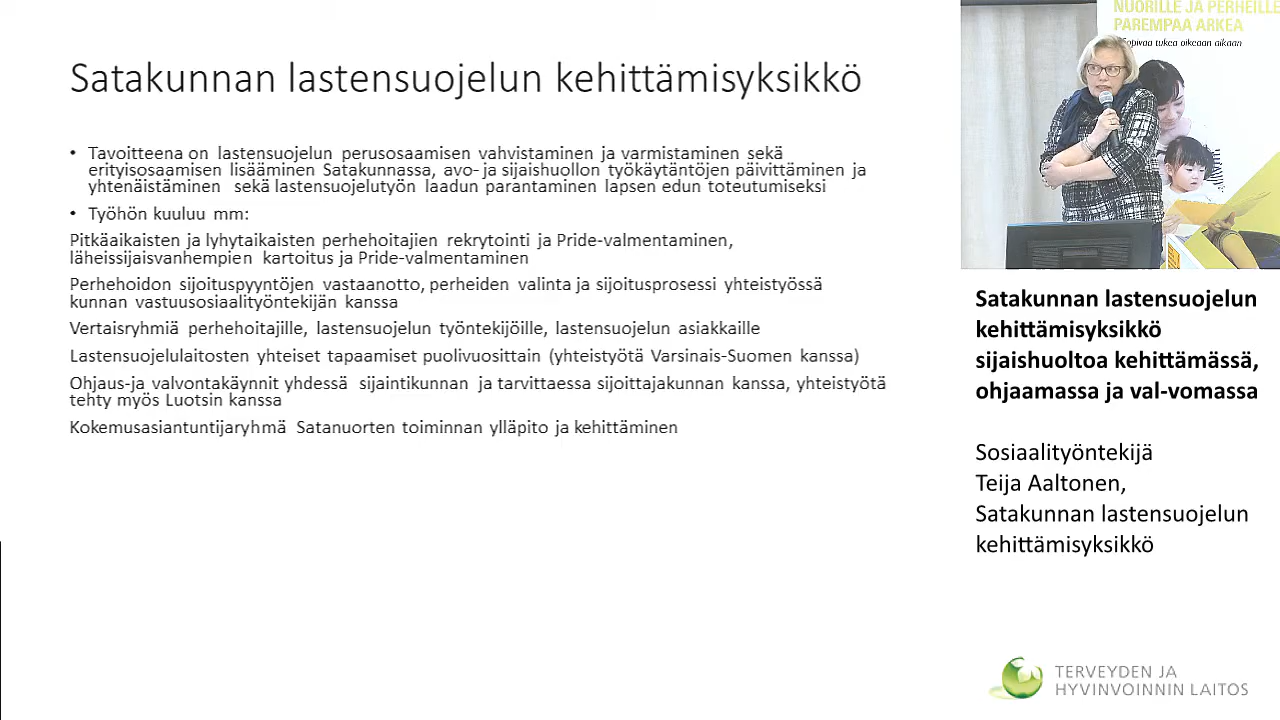 Satakunnan lastensuojelun kehittämisyksikkö
• Tavoitteena on lastensuojelun perusosaamisen vahvistaminen ja varmistaminen sekä
erityisosaamisen lisääminen Satakunnassa, avo- ja sijaishuollon työkäytäntöjen päivittäminen ja
yhtenäistäminen sekä lastensuojelutyön laadun parantaminen lapsen edun toteutumiseksi
• Työhön kuuluu mm:
Pitkäaikaisten ja lyhytaikaisten perhehoitajien rekrytointi ja Pride-valmentaminen,
läheissijaisvanhempien kartoitus ja Pride-valmentaminen
Perhehoidon sijoituspyyntöjen vastaanotto, perheiden valinta ja sijoitusprosessi yhteistyössä
kunnan vastuusosiaalityöntekijän kanssa
Vertaisryhmiä perhehoitajille, lastensuojelun työntekijöille, lastensuojelun asiakkaille
Lastensuojelulaitosten yhteiset tapaamiset puolivuosittain (yhteistyötä Varsinais-Suomen kanssa)
Ohjaus-ja valvontakäynnit yhdessä sijaintikunnan ja tarvittaessa sijoittajakunnan kanssa, yhteistyötä
tehty myös Luotsin kanssa
Kokemusasiantuntijaryhmä Satanuorten toiminnan ylläpito ja kehittäminen
NUORILLE JA PERHEILLE
PAREMPAA ARKEA
Sopivaa tukea oikeaan aikaan
Satakunnan lastensuojelun
kehittämisyksikkö
sijaishuoltoa kehittämässä,
ohjaamassa ja val-vomassa
Sosiaalityöntekijä
Teija Aaltonen,
Satakunnan lastensuojelun
kehittämisyksikkö
TERVEYDEN JA
HYVINVOINNIN LAITOS